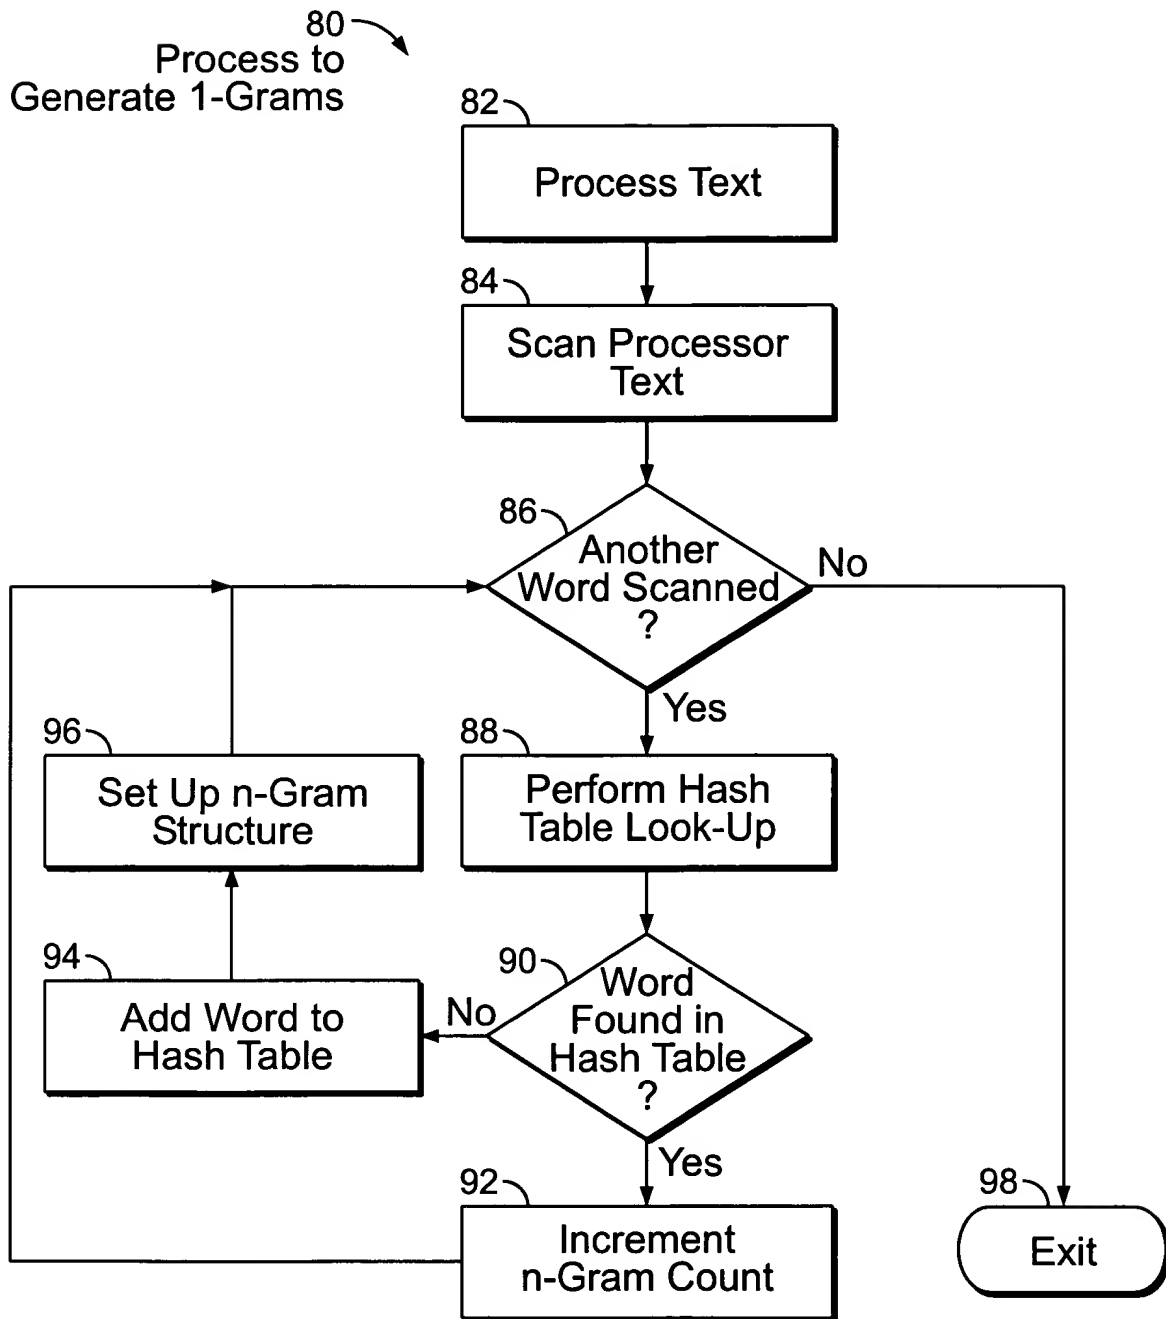 80
Process to
Generate 1-Grams
82
Process Text
84
Scan Processor
Text
86
Another
Word Scanned
?
No
Yes
96
Set Up n-Gram
Structure
88
Perform Hash
Table Look-Up
94
Add Word to
Hash Table
No
90
Word
Found in
Hash Table
?
Yes
92
Increment
n-Gram Count
98
Exit